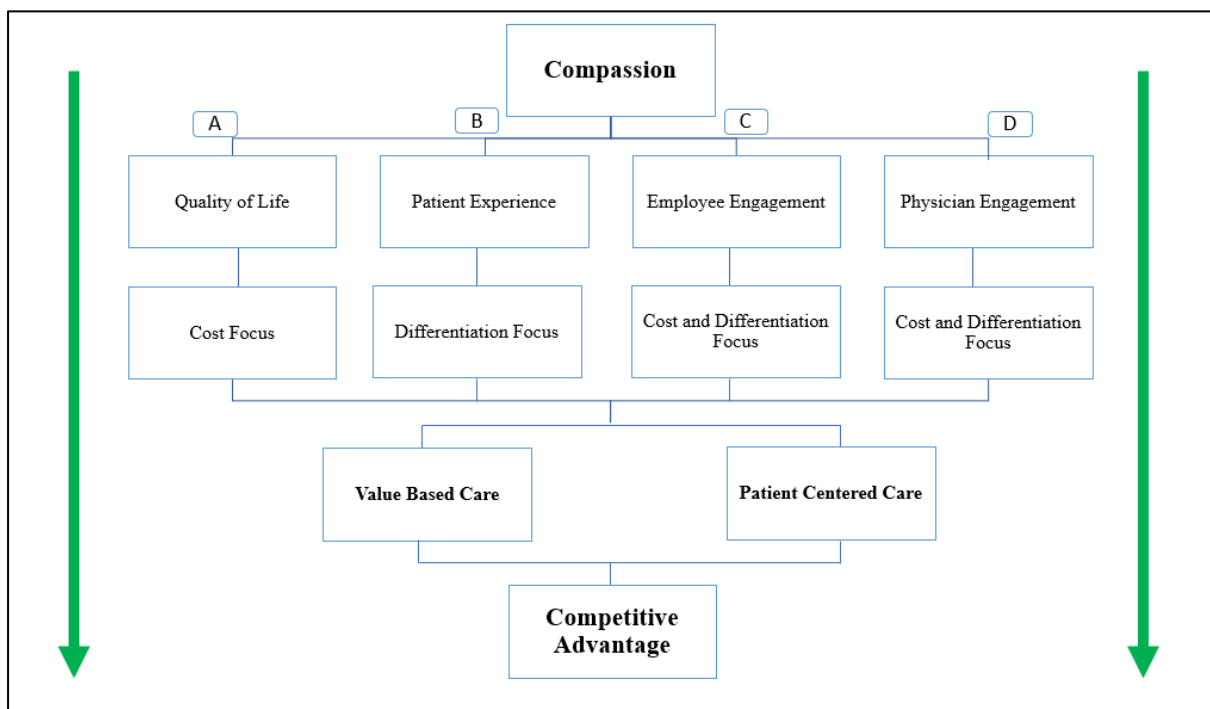 Compassion
A
B
C
D
Quality of Life
Patient Experience
Employee Engagement
Physician Engagement
Cost Focus
Differentiation Focus
Cost and Differentiation
Focus
Cost and Differentiation
Focus
Value Based Care
Patient Centered Care
Competitive
Advantage